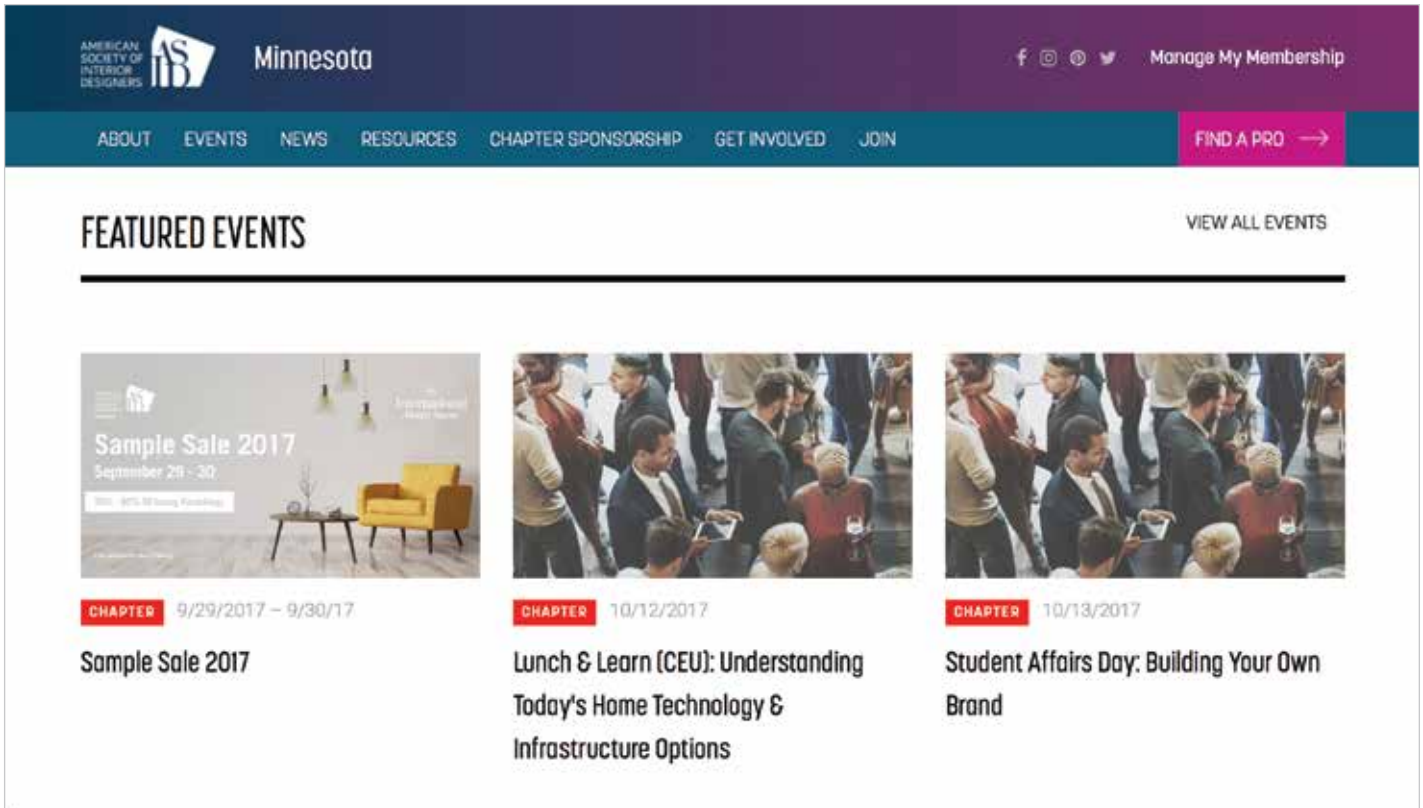 AMERICAN
SOCIETY OF
INTERIOR
DESIGNERS
ASID
Minnesota
Manage My Membership
ABOUT EVENTS NEWS RESOURCES CHAPTER SPONSORSHIP GET INVOLVED JOIN
FIND A PRO →
FEATURED EVENTS
VIEW ALL EVENTS
International
Sample Sale 2017
September 29 - 30
CHAPTER 9/29/2017 – 9/30/17
Sample Sale 2017
CHAPTER 10/12/2017
Lunch & Learn (CEU): Understanding
Today's Home Technology &
Infrastructure Options
CHAPTER 10/13/2017
Student Affairs Day: Building Your Own
Brand